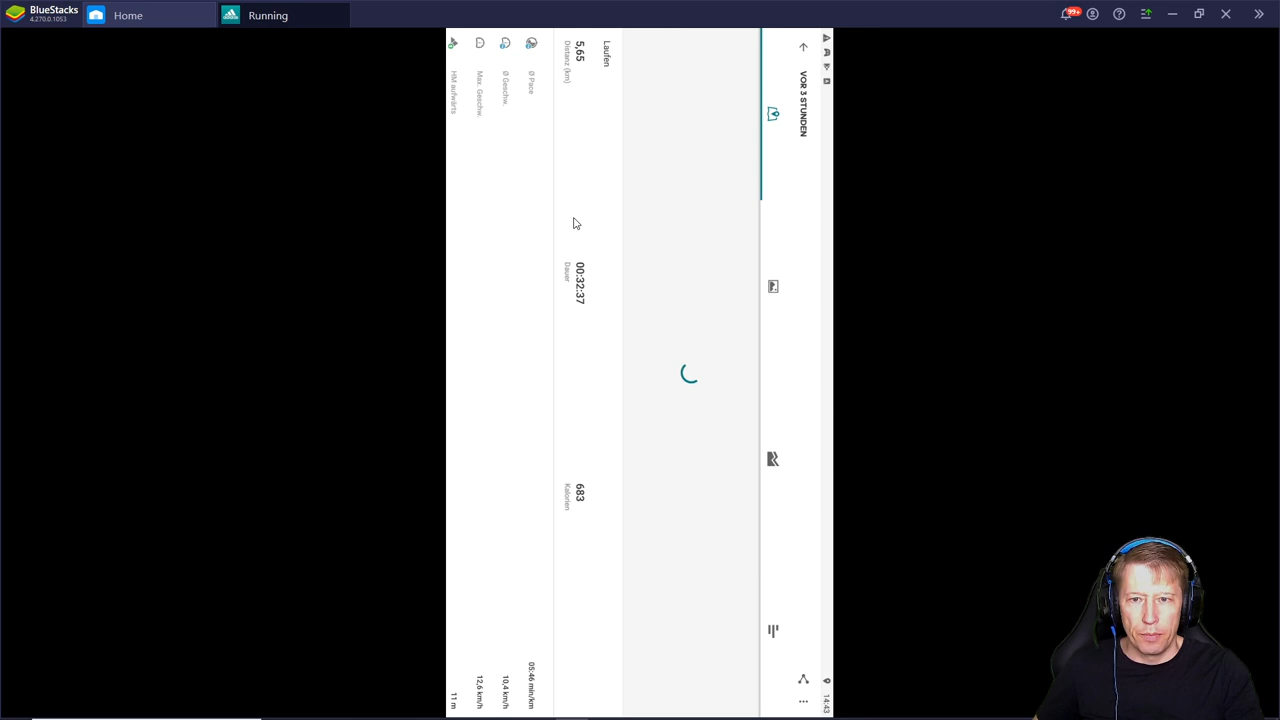 BlueStacks
4.270.0.1053
Home
Running
99+
14:43
VOR 3 STUNDEN
Laufen
5,65
Distanz (km)
00:32:37
Dauer
683
Kalorien
Ø Pace
05:46 min/km
Ø Geschw.
10,4 km/h
Max. Geschw.
12,6 km/h
HM aufwärts
11 m